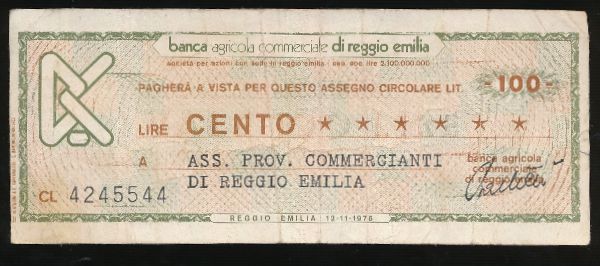 banca agricola commerciale di reggio emilia
società per azioni con sede in reggio emilia cap. soc. lire 2.100.000.000
PAGHERÀ A VISTA PER QUESTO ASSEGNO CIRCOLARE LIT. -100-
LIRE CENTO ★ ★ ★ ★ ★ ★
A ASS. PROV. COMMERCIANTI
DI REGGIO EMILIA
banca agricola
commerciale
di reggio emilia
CL 4245544
REGGIO EMILIA 12-11-1976